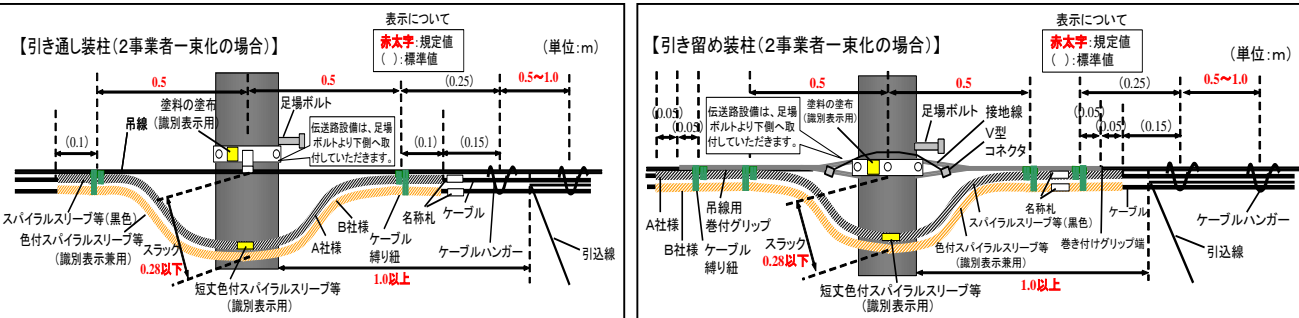 表示について
赤太字:規定値
( ):標準値
【引き通し装柱(2事業者一束化の場合)】
(単位:m)
0.5
0.5
(0.25)
0.5~1.0
塗料の塗布
(識別表示用)
足場ボルト
吊線
伝送路設備は、足場
ボルトより下側へ取
付していただきます。
(0.1)
(0.1)
(0.15)
スパイラルスリーブ等(黒色)
色付スパイラルスリーブ等
(識別表示兼用)
スラック
0.28以下
A社様
B社様
ケーブル
縛り紐
名称札
ケーブル
ケーブルハンガー
引込線
1.0以上
短丈色付スパイラルスリーブ等
(識別表示用)
表示について
赤太字:規定値
( ):標準値
【引き留め装柱(2事業者一束化の場合)】
(単位:m)
0.5
0.5
(0.25)
0.5~1.0
伝送路設備は、足場
ボルトより下側へ取
付していただきます。
塗料の塗布
(識別表示用)
足場ボルト
接地線
V型
コネクタ
(0.05)
(0.05)
(0.05)
(0.05)
(0.15)
A社様
B社様
吊線用
巻付グリップ
ケーブル
縛り紐
スラック
0.28以下
名称札
スパイラルスリーブ等(黒色)
色付スパイラルスリーブ等
(識別表示兼用)
巻き付けグリップ端
ケーブル
ケーブルハンガー
引込線
1.0以上
短丈色付スパイラルスリーブ等
(識別表示用)